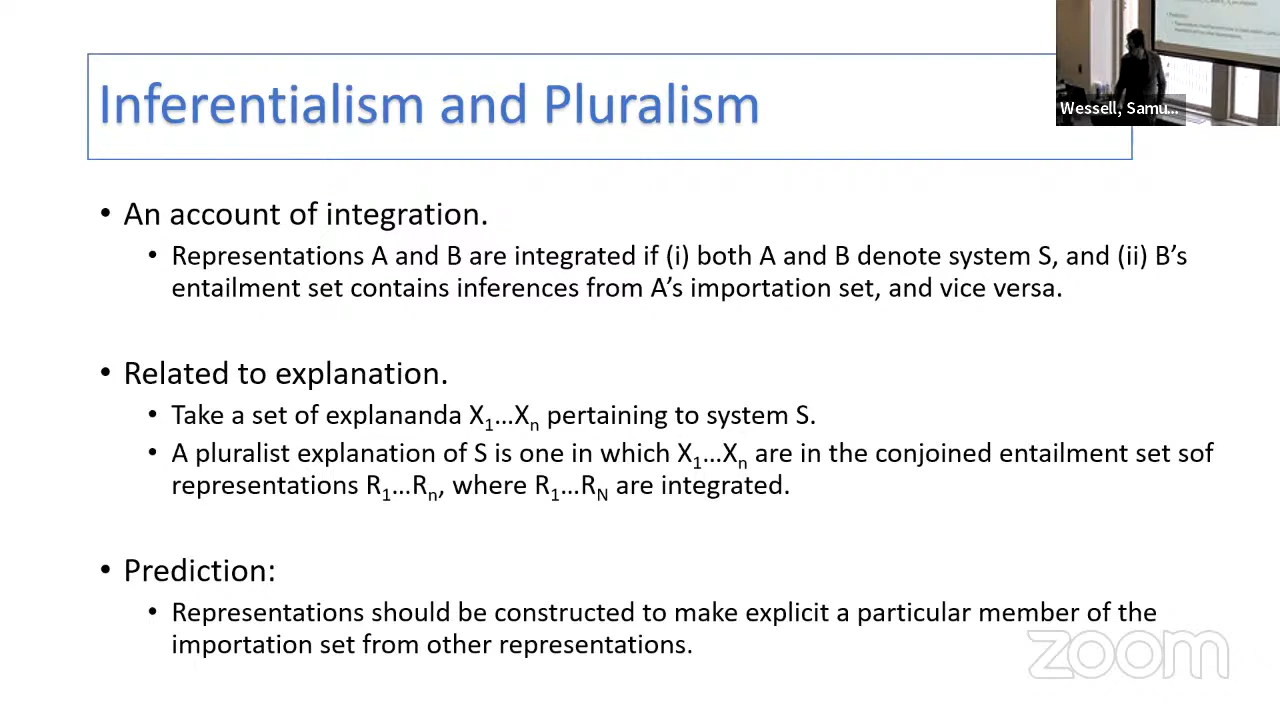 Inferentialism and Pluralism
Wessell, Samu...
• An account of integration.
• Representations A and B are integrated if (i) both A and B denote system S, and (ii) B’s
entailment set contains inferences from A’s importation set, and vice versa.
• Related to explanation.
• Take a set of explananda X₁…Xₙ pertaining to system S.
• A pluralist explanation of S is one in which X₁…Xₙ are in the conjoined entailment set sof
representations R₁…Rₙ, where R₁…R_N are integrated.
• Prediction:
• Representations should be constructed to make explicit a particular member of the
importation set from other representations.
zoom